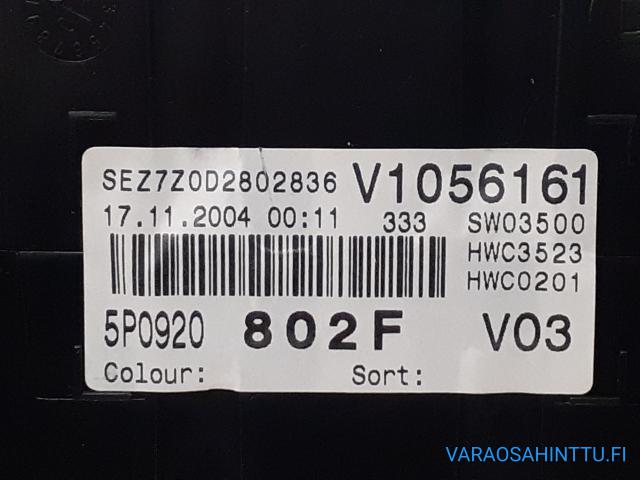 SEZ7Z0D2802836 V1056161
17.11.2004 00:11 333 SW03500
HWC3523
HWC0201
5P0920 802F V03
Colour: Sort:
VARAOSAHINTTU.FI